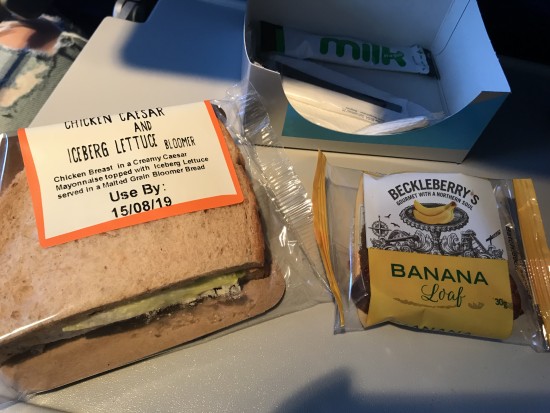 CHICKEN CAESAR
AND
ICEBERG LETTUCE BLOOMER
Chicken Breast in a Creamy Caesar
Mayonnaise topped with Iceberg Lettuce
served in a Malted Grain Bloomer Bread
Use By:
15/08/19
milk
BECKLEBERRY'S
GOURMET WITH A NORTHERN SOUL
BANANA
Loaf
30g